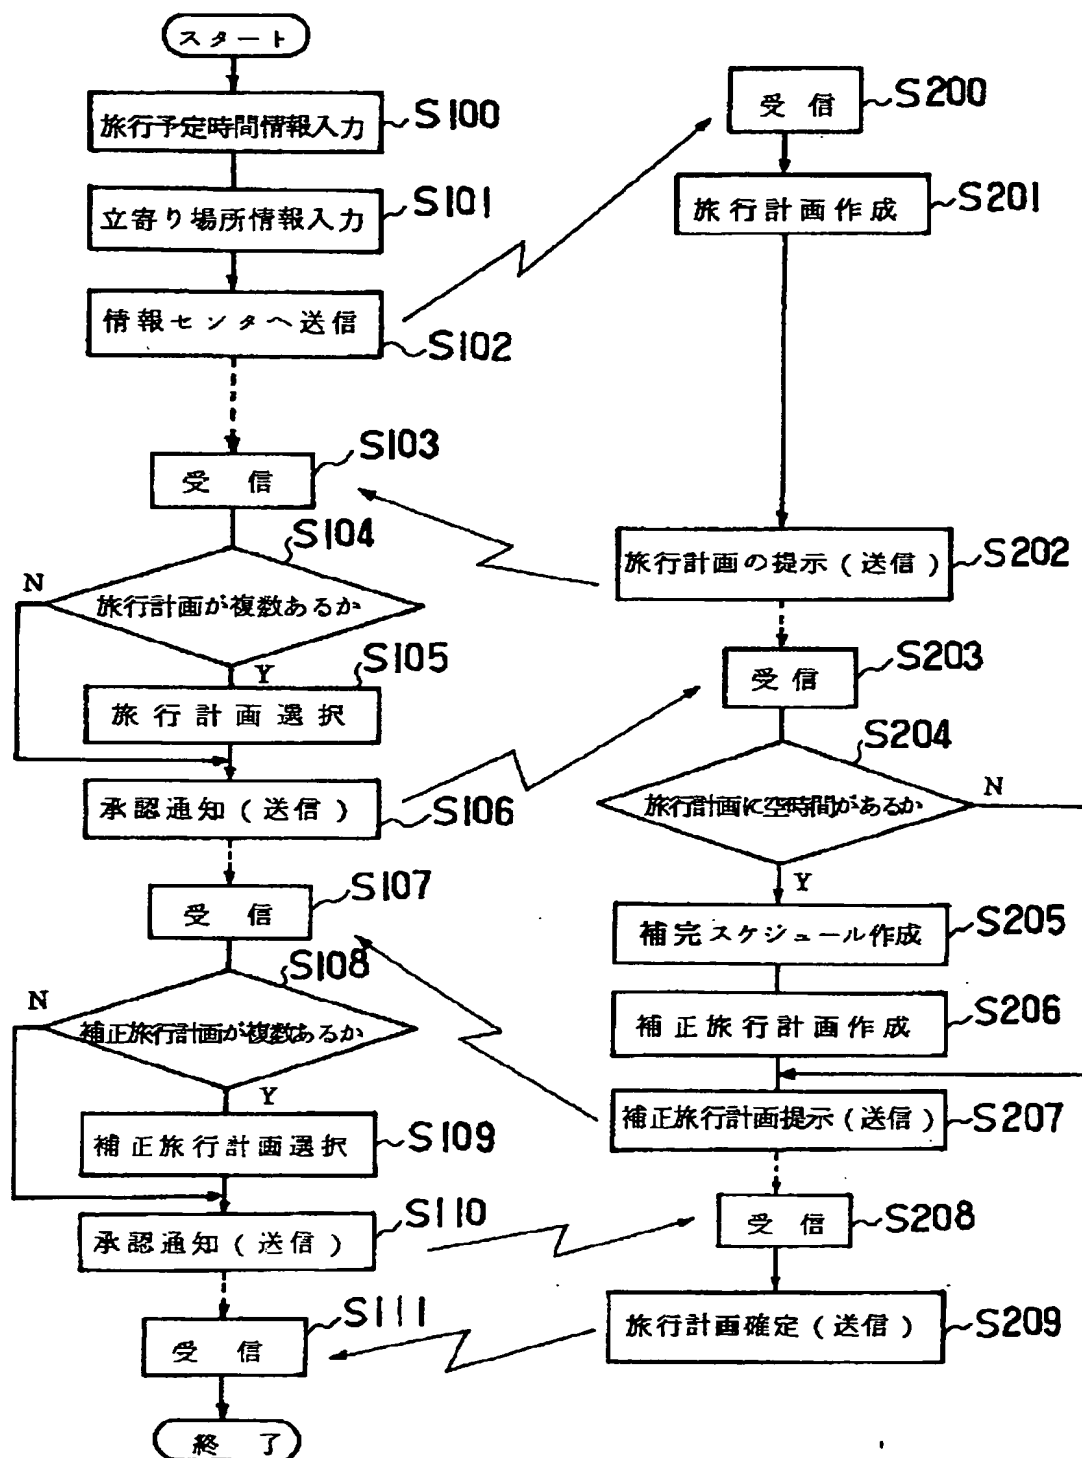 スタート
旅行予定時間情報入力
S100
立寄り場所情報入力
S101
情報センタへ送信
S102
受 信
S103
S104
旅行計画が複数あるか
N
Y
S105
旅行計画選択
承認通知(送信)
S106
受 信
S107
S108
補正旅行計画が複数あるか
N
Y
補正旅行計画選択
S109
承認通知(送信)
S110
受 信
S111
終 了
受 信
S200
旅行計画作成
S201
旅行計画の提示(送信)
S202
受 信
S203
S204
旅行計画に空時間があるか
N
Y
補完スケジュール作成
S205
補正旅行計画作成
S206
補正旅行計画提示(送信)
S207
受 信
S208
旅行計画確定(送信)
S209